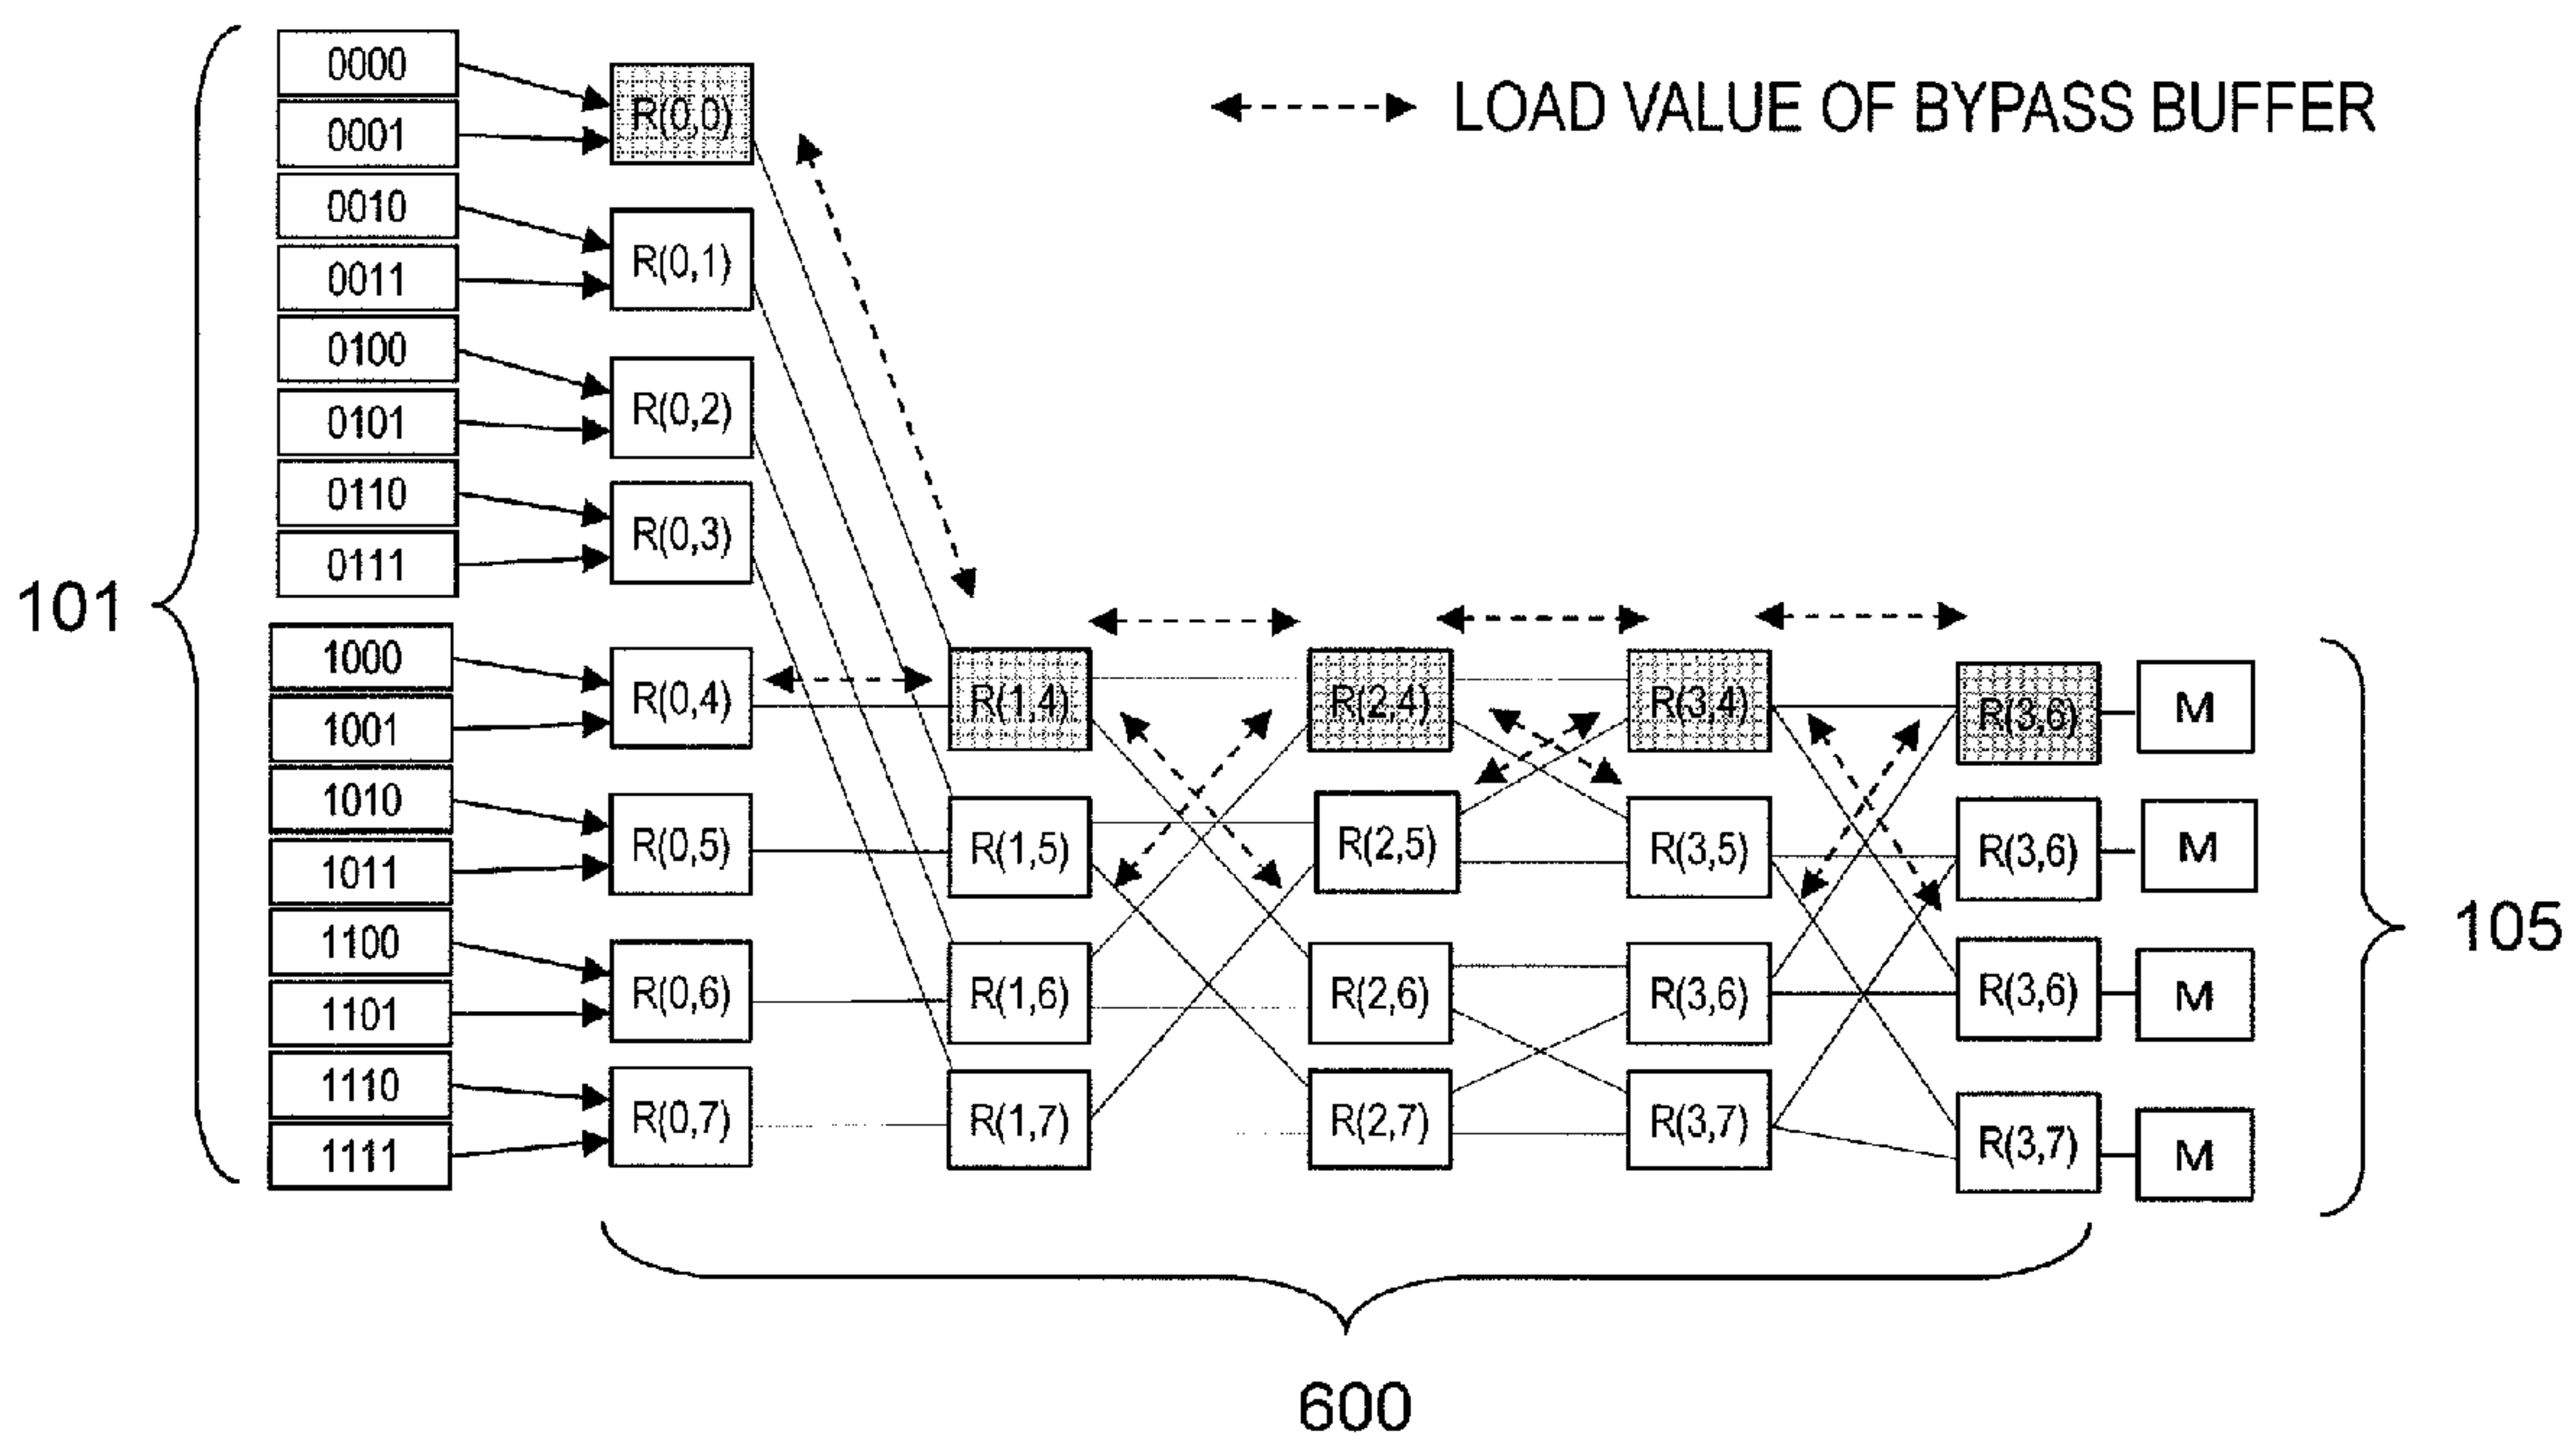 0000
0001
0010
0011
0100
0101
0110
0111
1000
1001
1010
1011
1100
1101
1110
1111
101
R(0,0)
R(0,1)
R(0,2)
R(0,3)
R(0,4)
R(0,5)
R(0,6)
R(0,7)
LOAD VALUE OF BYPASS BUFFER
R(1,4)
R(1,5)
R(1,6)
R(1,7)
R(2,4)
R(2,5)
R(2,6)
R(2,7)
R(3,4)
R(3,5)
R(3,6)
R(3,7)
R(3,6)
R(3,6)
R(3,6)
R(3,7)
M
M
M
M
105
600